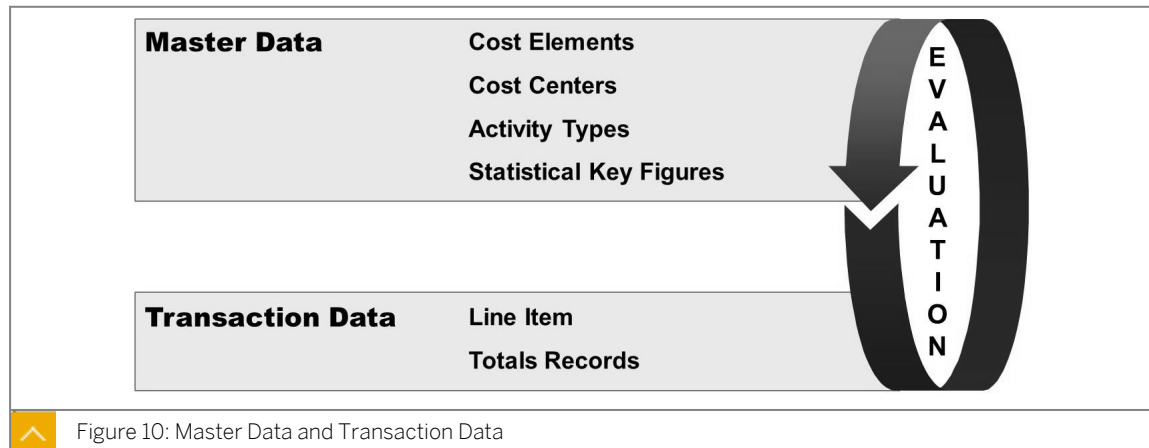 Master Data
Cost Elements
Cost Centers
Activity Types
Statistical Key Figures
EVALUATION
Transaction Data
Line Item
Totals Records
Figure 10: Master Data and Transaction Data